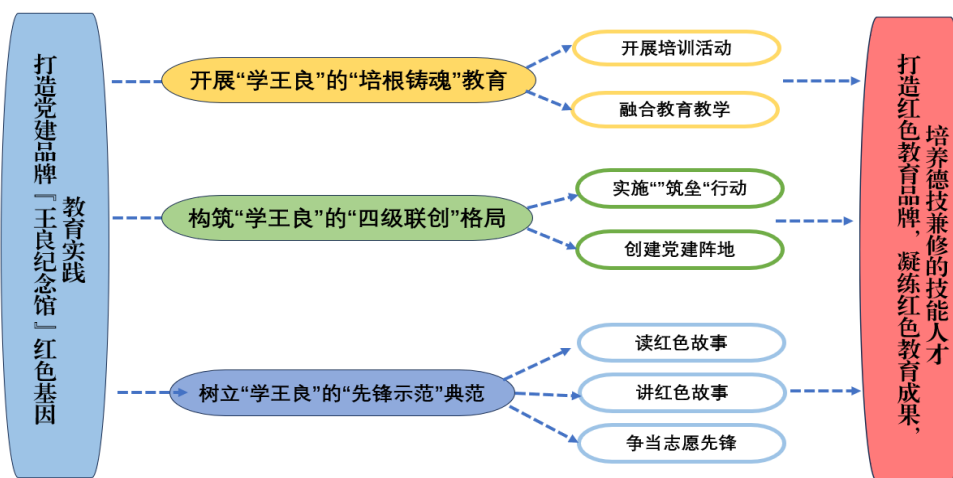 打造党建品牌『王良纪念馆』红色基因
教育实践
开展“学王良”的“培根铸魂”教育
开展培训活动
融合教育教学
构筑“学王良”的“四级联创”格局
实施“”筑垒“行动
创建党建阵地
树立“学王良”的“先锋示范”典范
读红色故事
讲红色故事
争当志愿先锋
打造红色教育品牌，凝练红色教育成果，
培养德技兼修的技能人才